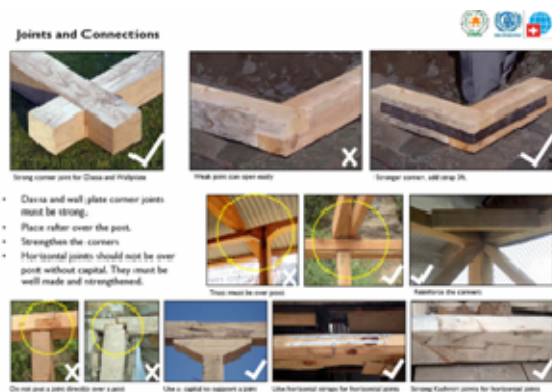 Joints and Connections
Strong corner joint for Dassa and Wallplate
Weak joint can open easily
Stronger corner, add strap 2ft.
• Dassa and wall plate corner joints
must be strong.
• Place rafter over the post.
• Strengthen the corners
• Horizontal joints should not be over
post without capital. They must be
well made and strengthened.
Truss must be over post
Reinforce the corners
Do not put a joint directly over a post
Use a capital to support a joint
Use horizontal straps for horizontal joints
Strong Kashmiri joints for horizontal joints